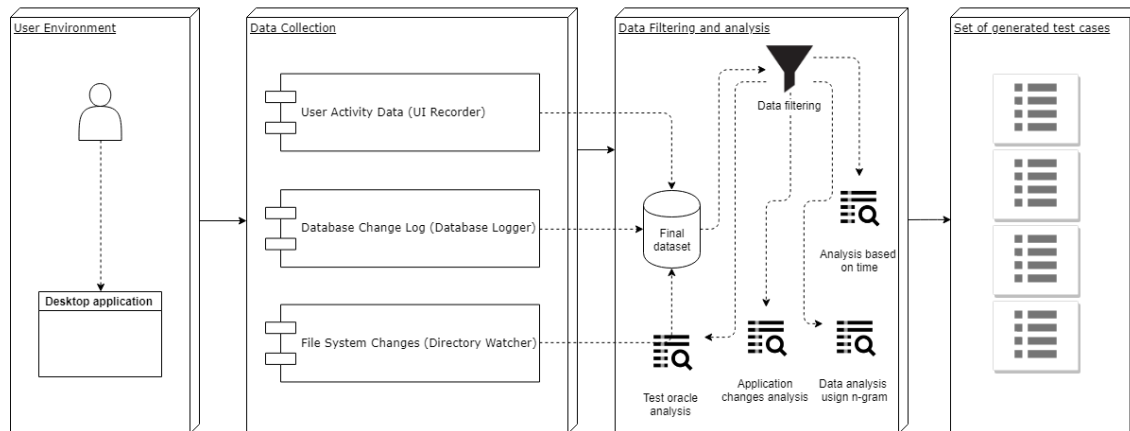 User Environment
Desktop application
Data Collection
User Activity Data (UI Recorder)
Database Change Log (Database Logger)
File System Changes (Directory Watcher)
Data Filtering and analysis
Data filtering
Final
dataset
Analysis based
on time
Test oracle
analysis
Application
changes analysis
Data analysis
usign n-gram
Set of generated test cases